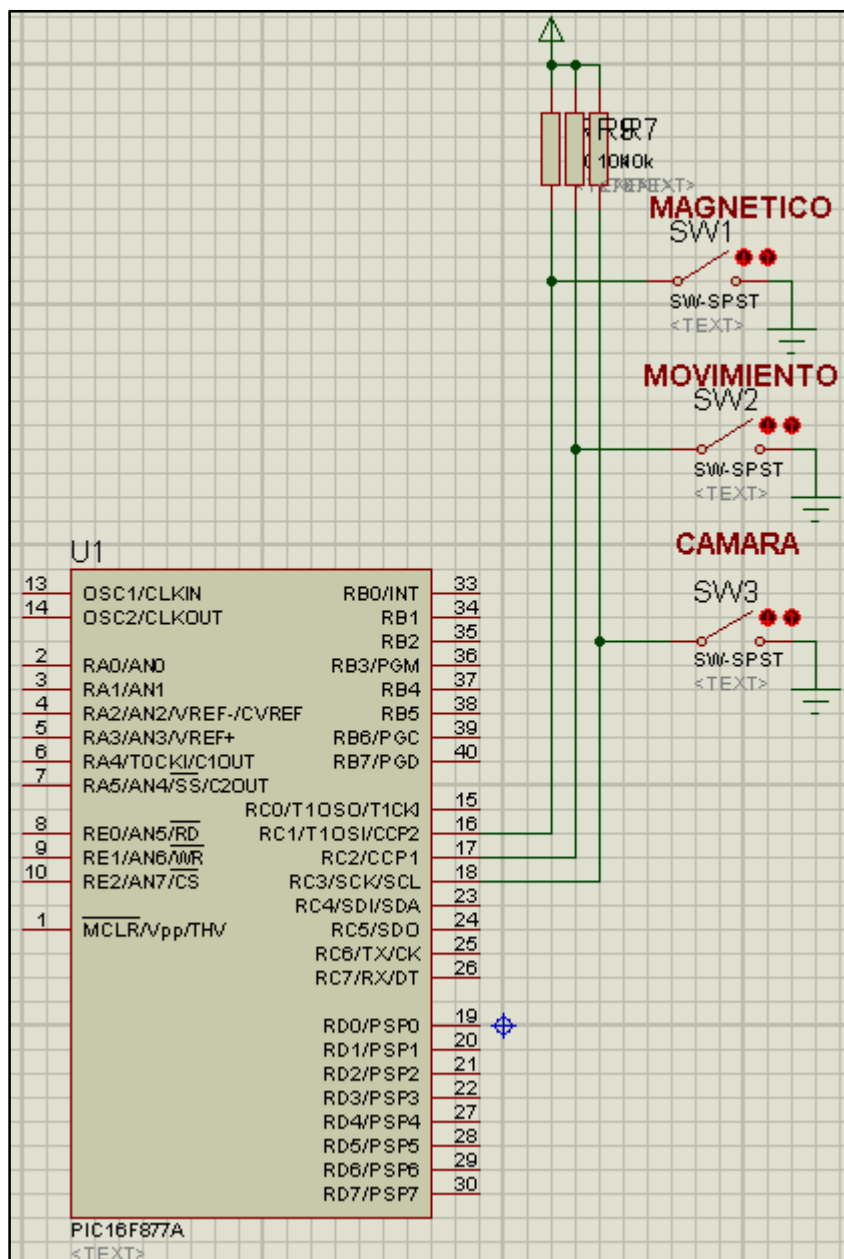 R7
10k
MAGNETICO
SW1
SW-SPST
<TEXT>
MOVIMIENTO
SW2
SW-SPST
<TEXT>
CAMARA
SW3
SW-SPST
<TEXT>
U1
13 OSC1/CLKIN RB0/INT 33
14 OSC2/CLKOUT RB1 34
RB2 35
2 RA0/AN0 RB3/PGM 36
3 RA1/AN1 RB4 37
4 RA2/AN2/VREF-/CVREF RB5 38
5 RA3/AN3/VREF+ RB6/PGC 39
6 RA4/T0CKI/C1OUT RB7/PGD 40
7 RA5/AN4/SS/C2OUT
RC0/T1OSO/T1CKI 15
8 RE0/AN5/RD RC1/T1OSI/CCP2 16
9 RE1/AN6/WR RC2/CCP1 17
10 RE2/AN7/CS RC3/SCK/SCL 18
RC4/SDI/SDA 23
1 MCLR/Vpp/THV RC5/SDO 24
RC6/TX/CK 25
RC7/RX/DT 26
RD0/PSP0 19
RD1/PSP1 20
RD2/PSP2 21
RD3/PSP3 22
RD4/PSP4 27
RD5/PSP5 28
RD6/PSP6 29
RD7/PSP7 30
PIC16F877A
<TEXT>